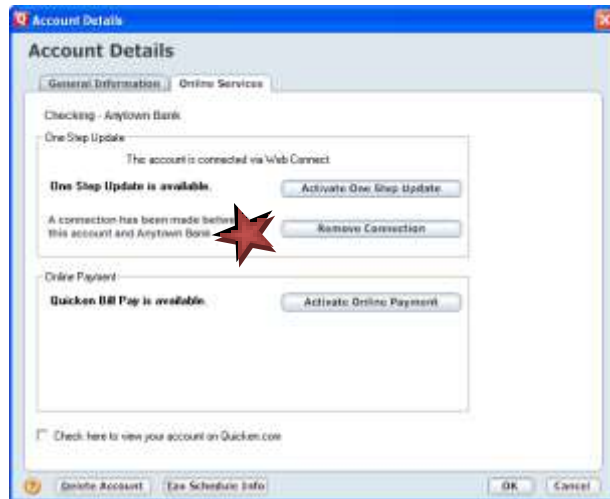 Account Details
Account Details
General Information
Online Services
Checking - Anytown Bank
One Step Update
The account is connected via Web Connect
One Step Update is available.
Activate One Step Update
A connection has been made
this account and Anytown Bank
Remove Connection
Online Payment
Quicken Bill Pay is available.
Activate Online Payment
Check here to view your account on Quicken.com
Delete Account
Tax Schedule Info
OK
Cancel